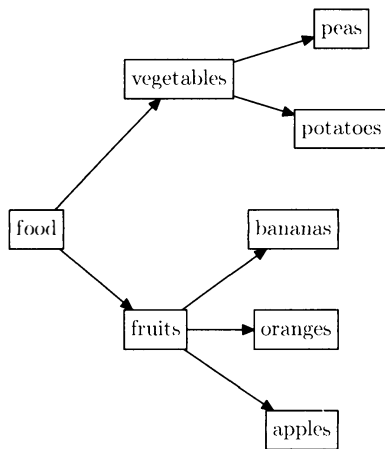 peas
vegetables
potatoes
food
bananas
fruits
oranges
apples